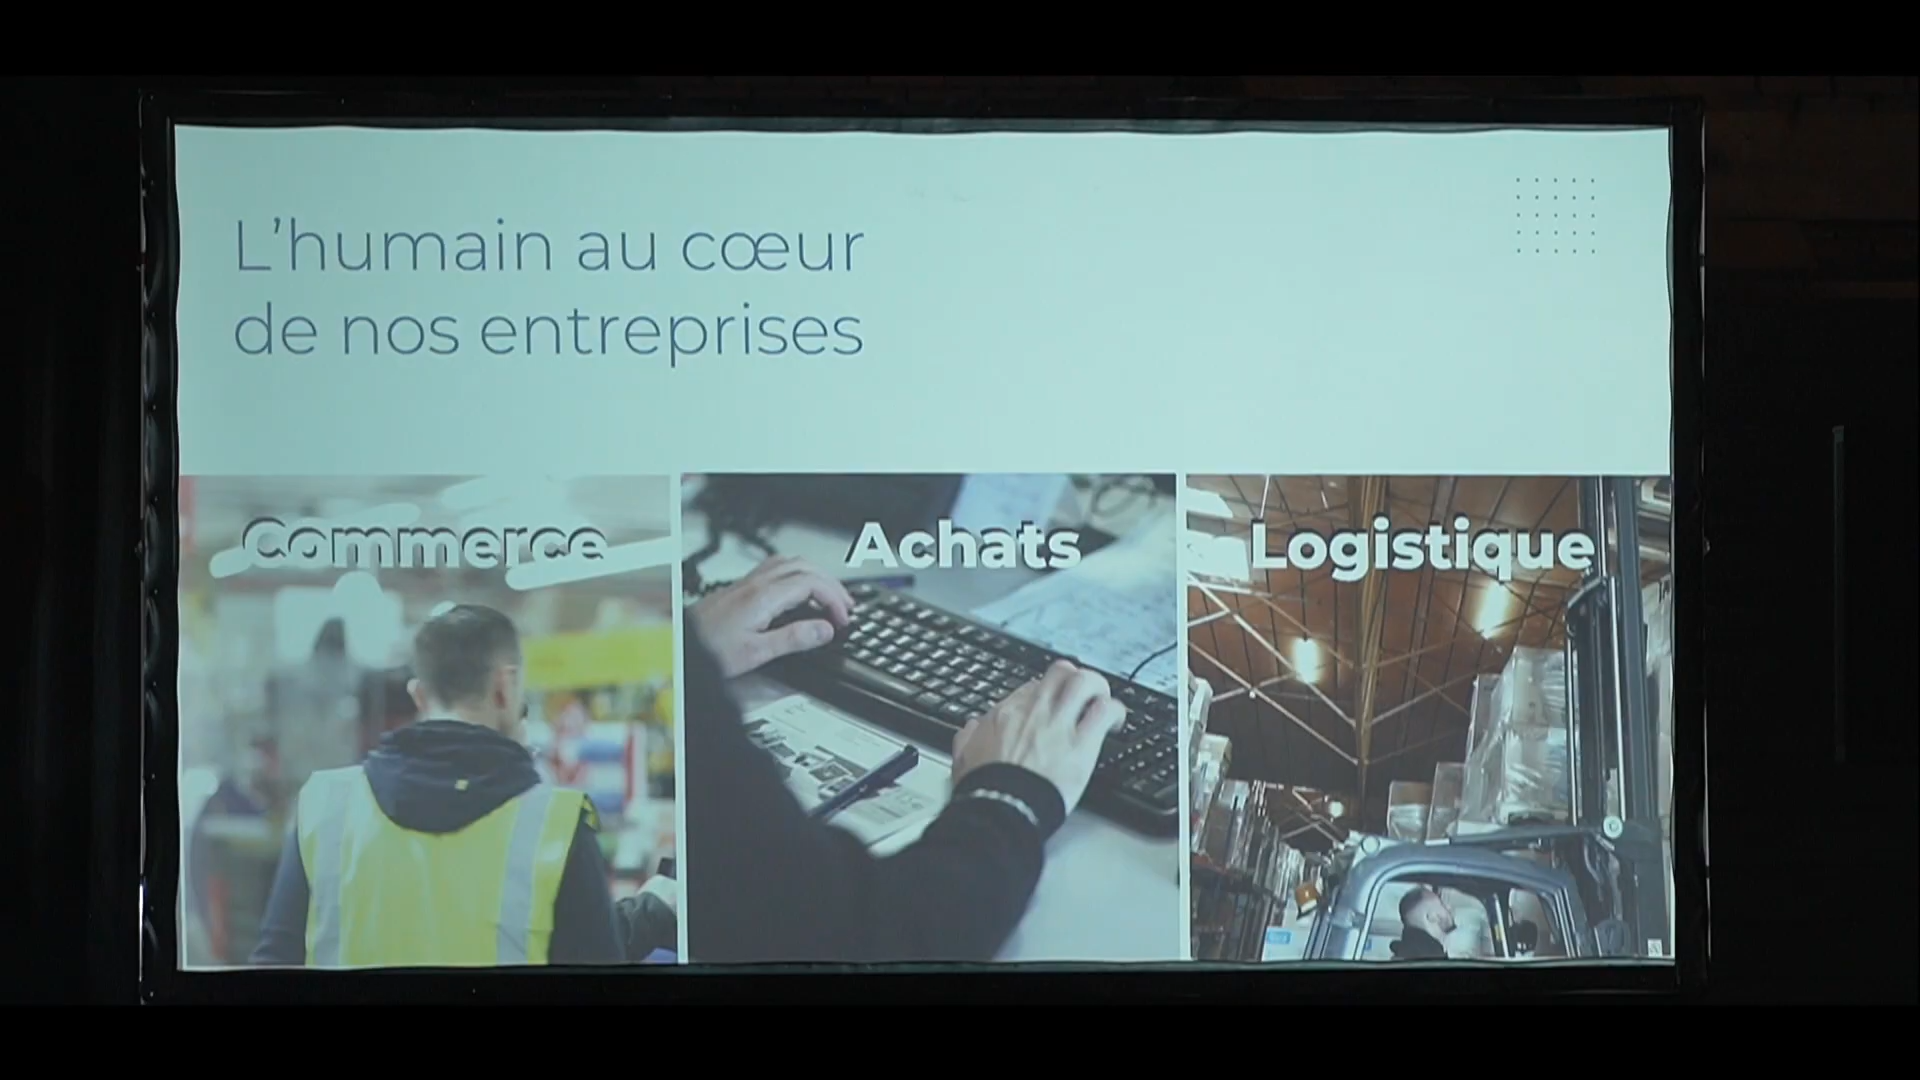 L'humain au cœur
de nos entreprises
Commerce
Achats
Logistique